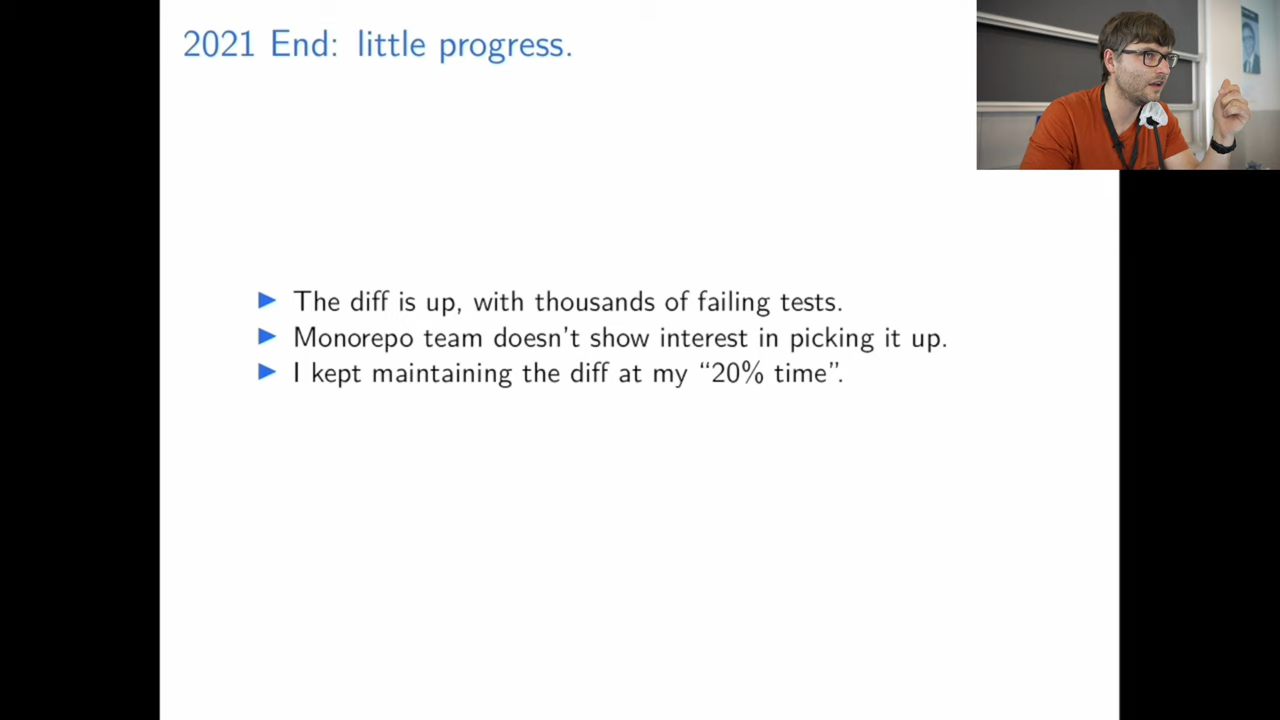 2021 End: little progress.
▶ The diff is up, with thousands of failing tests.
▶ Monorepo team doesn't show interest in picking it up.
▶ I kept maintaining the diff at my “20% time”.